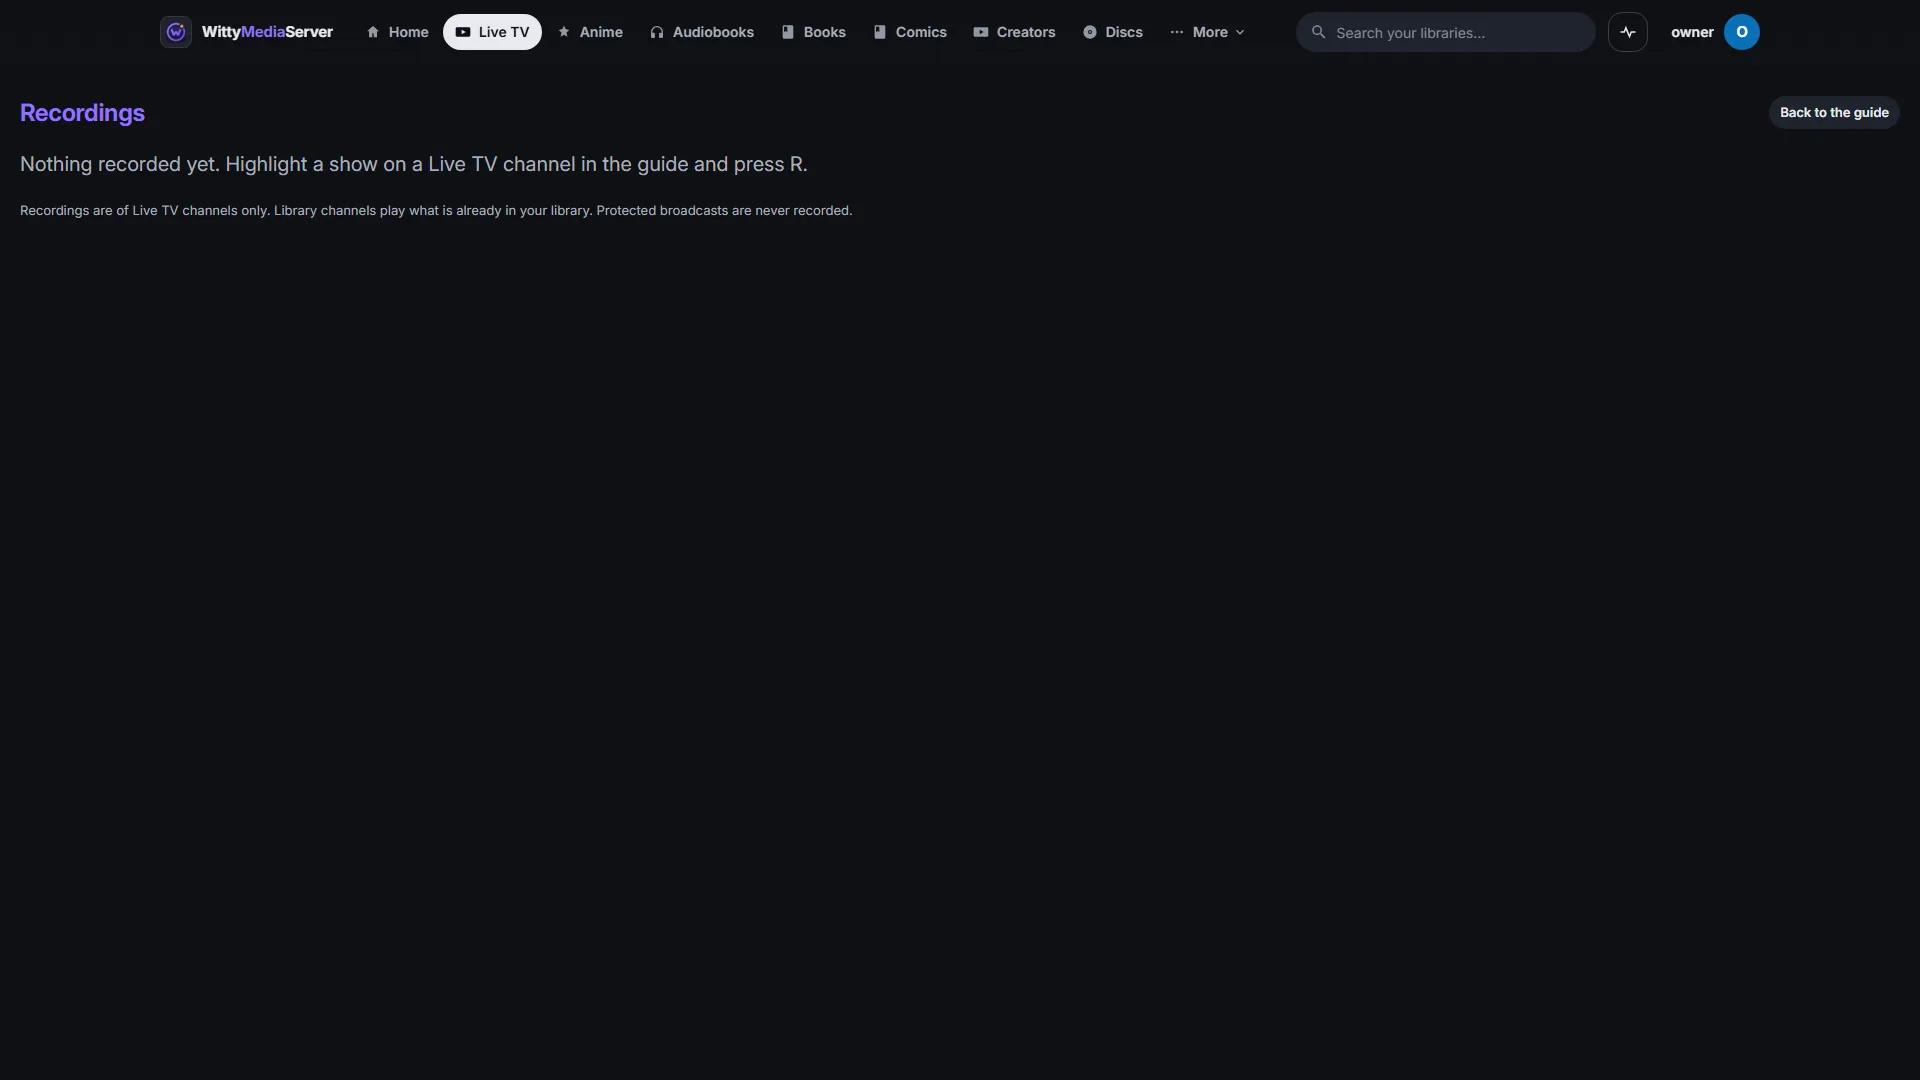 WittyMediaServer
Home
Live TV
Anime
Audiobooks
Books
Comics
Creators
Discs
More
Search your libraries...
owner
O
Recordings
Back to the guide
Nothing recorded yet. Highlight a show on a Live TV channel in the guide and press R.
Recordings are of Live TV channels only. Library channels play what is already in your library. Protected broadcasts are never recorded.